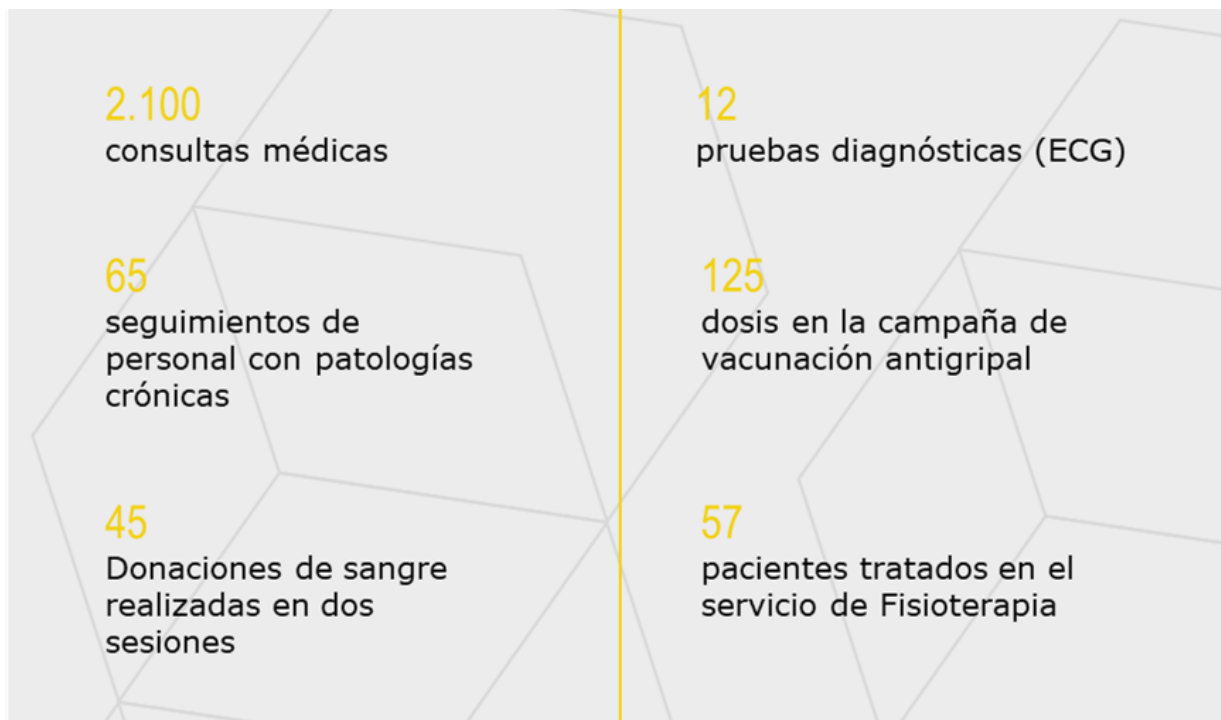 2.100
consultas médicas
65
seguimientos de
personal con patologías
crónicas
45
Donaciones de sangre
realizadas en dos
sesiones
12
pruebas diagnósticas (ECG)
125
dosis en la campaña de
vacunación antigripal
57
pacientes tratados en el
servicio de Fisioterapia